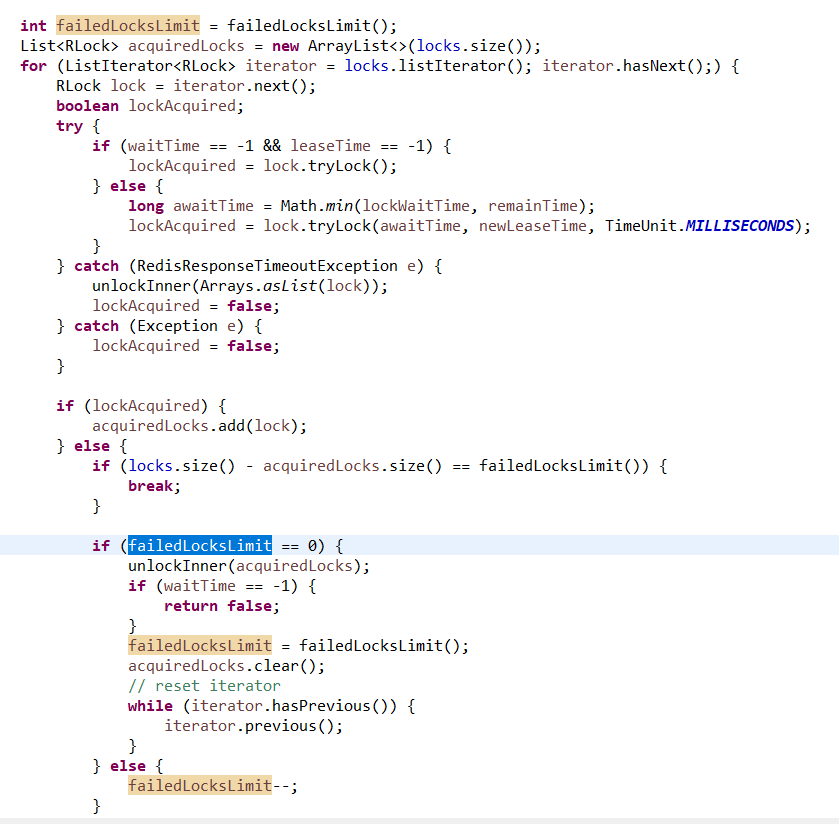 int failedLocksLimit = failedLocksLimit();
List<RLock> acquiredLocks = new ArrayList<>(locks.size());
for (ListIterator<RLock> iterator = locks.listIterator(); iterator.hasNext();) {
    RLock lock = iterator.next();
    boolean lockAcquired;
    try {
        if (waitTime == -1 && leaseTime == -1) {
            lockAcquired = lock.tryLock();
        } else {
            long awaitTime = Math.min(lockWaitTime, remainTime);
            lockAcquired = lock.tryLock(awaitTime, newLeaseTime, TimeUnit.MILLISECONDS);
        }
    } catch (RedisResponseTimeoutException e) {
        unlockInner(Arrays.asList(lock));
        lockAcquired = false;
    } catch (Exception e) {
        lockAcquired = false;
    }

    if (lockAcquired) {
        acquiredLocks.add(lock);
    } else {
        if (locks.size() - acquiredLocks.size() == failedLocksLimit()) {
            break;
        }

        if (failedLocksLimit == 0) {
            unlockInner(acquiredLocks);
            if (waitTime == -1) {
                return false;
            }
            failedLocksLimit = failedLocksLimit();
            acquiredLocks.clear();
            // reset iterator
            while (iterator.hasPrevious()) {
                iterator.previous();
            }
        } else {
            failedLocksLimit--;
        }